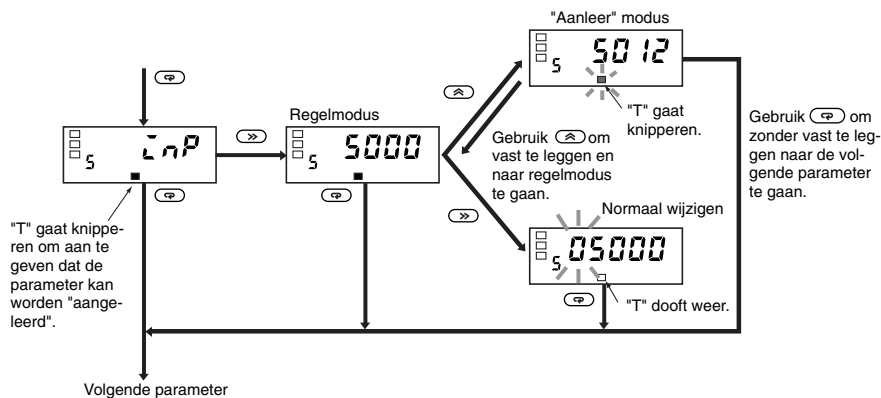 "Aanleer" modus
S 5012
"T" gaat
knipperen.
Regelmodus
S inP
S 5000
Gebruik om
vast te leggen en
naar regelmodus
te gaan.
Gebruik om
zonder vast te leg-
gen naar de vol-
gende parameter
te gaan.
Normaal wijzigen
S 05000
"T" dooft weer.
"T" gaat knippe-
ren om aan te
geven dat de
parameter kan
worden "aange-
leerd".
Volgende parameter